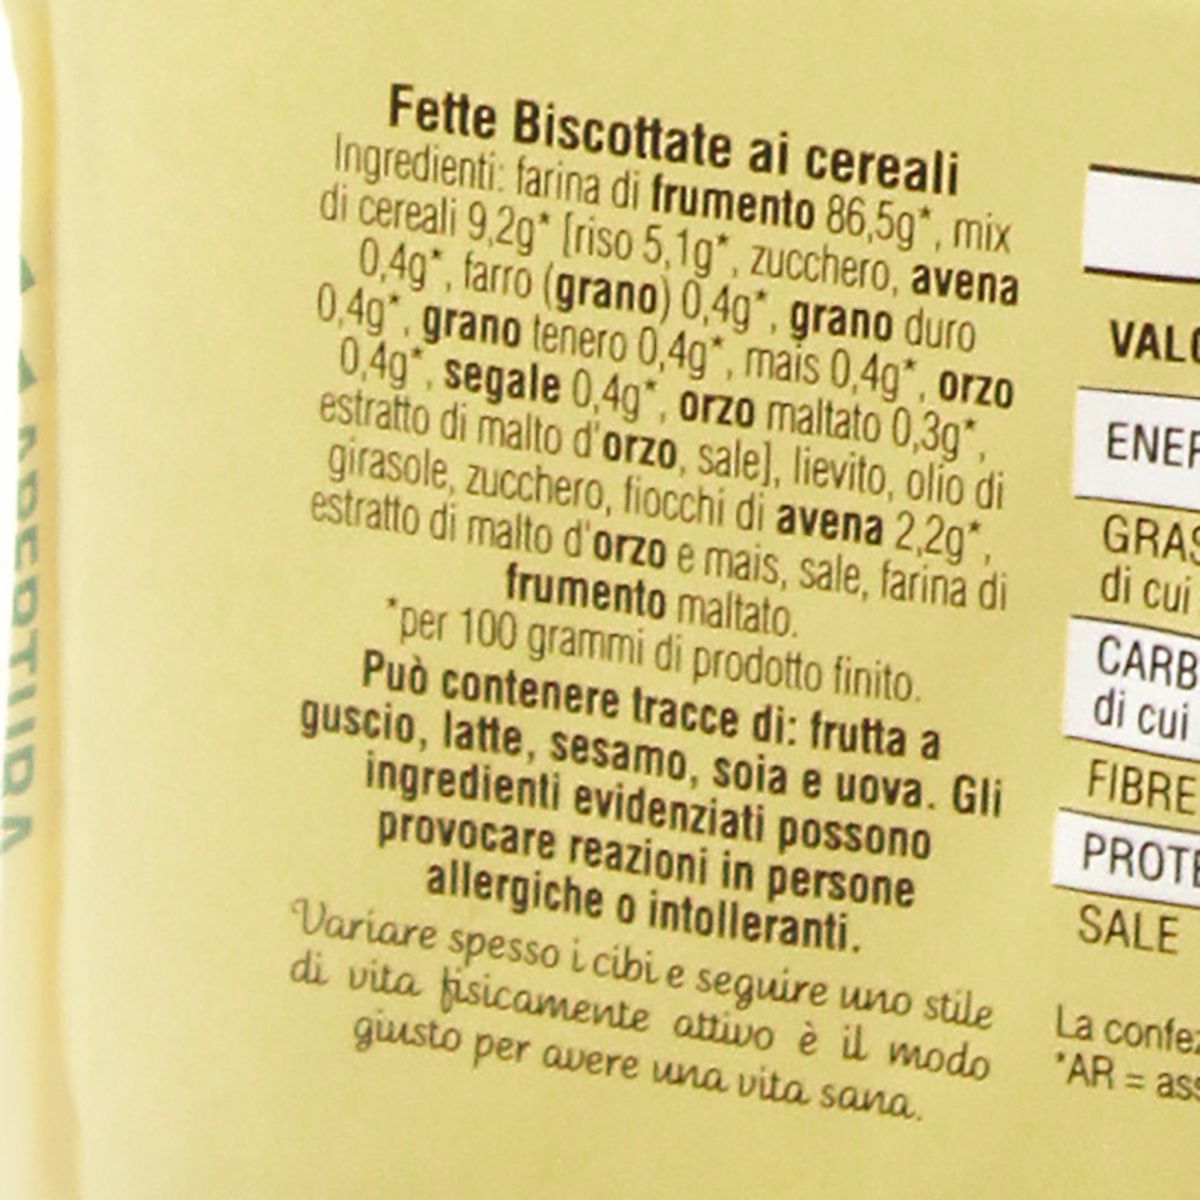 Fette Biscottate ai cereali
Ingredienti: farina di frumento 86,5g*, mix
di cereali 9,2g* [riso 5,1g*, zucchero, avena
0,4g*, farro (grano) 0,4g*, grano duro
0,4g*, grano tenero 0,4g*, mais 0,4g*, orzo
0,4g*, segale 0,4g*, orzo maltato 0,3g*,
estratto di malto d'orzo, sale], lievito, olio di
girasole, zucchero, fiocchi di avena 2,2g*,
estratto di malto d'orzo e mais, sale, farina di
frumento maltato.
*per 100 grammi di prodotto finito.
Può contenere tracce di: frutta a
guscio, latte, sesamo, soia e uova. Gli
ingredienti evidenziati possono
provocare reazioni in persone
allergiche o intolleranti.
Variare spesso i cibi e seguire uno stile
di vita fisicamente attivo è il modo
giusto per avere una vita sana.
VALO
ENER
GRAS
di cui
CARB
di cui
FIBRE
PROTE
SALE
La confez
*AR = ass